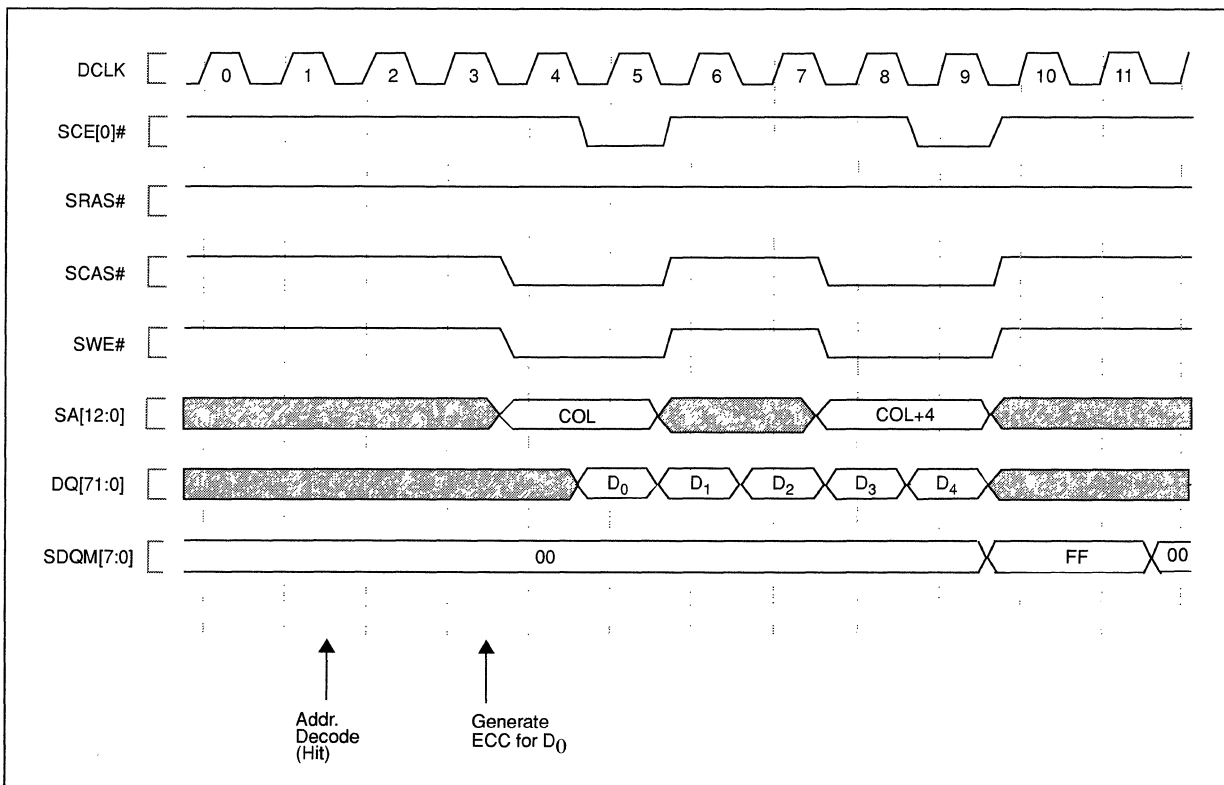 DCLK 0 1 2 3 4 5 6 7 8 9 10 11
SCE[0]#
SRAS#
SCAS#
SWE#
SA[12:0] COL COL+4
DQ[71:0] D0 D1 D2 D3 D4
SDQM[7:0] 00 FF 00
Addr.
Decode
(Hit)
Generate
ECC for D0